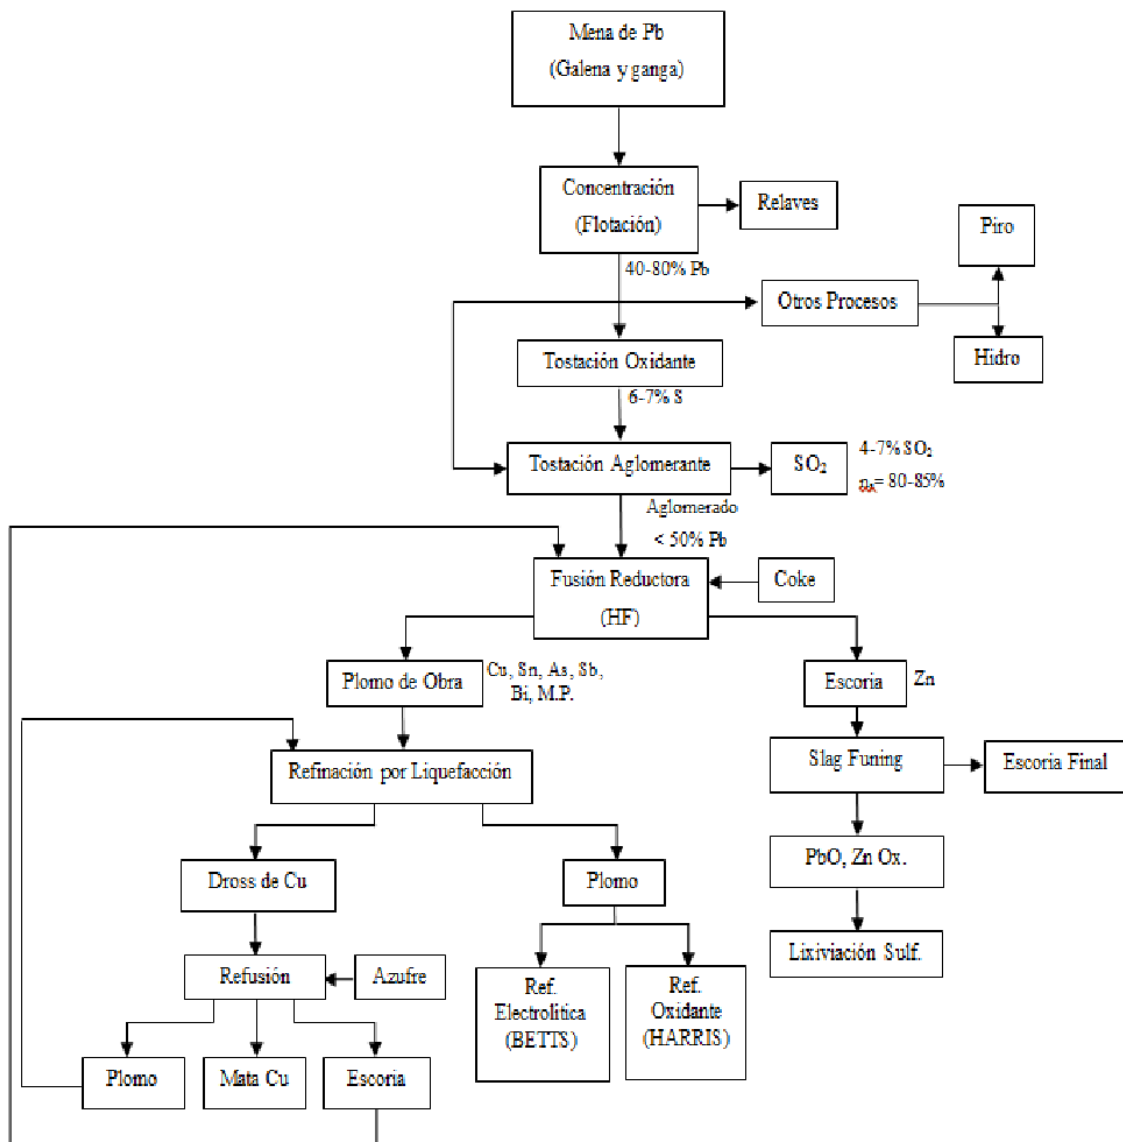 Mena de Pb
(Galena y ganga)
Concentración
(Flotación)
Relaves
Piro
40-80% Pb
Otros Procesos
Hidro
Tostación Oxidante
6-7% S
Tostación Aglomerante
SO₂
4-7% SO₂
= 80-85%
Aglomerado
< 50% Pb
Fusión Reductora
(HF)
Coke
Plomo de Obra
Cu, Sn, As, Sb,
Bi, M.P.
Escoria
Zn
Refinación por Liquefacción
Slag Funing
Escoria Final
PbO, Zn Ox.
Dross de Cu
Plomo
Lixiviación Sulf.
Refusión
Azufre
Ref.
Electrolítica
(BETTS)
Ref.
Oxidante
(HARRIS)
Plomo
Mata Cu
Escoria